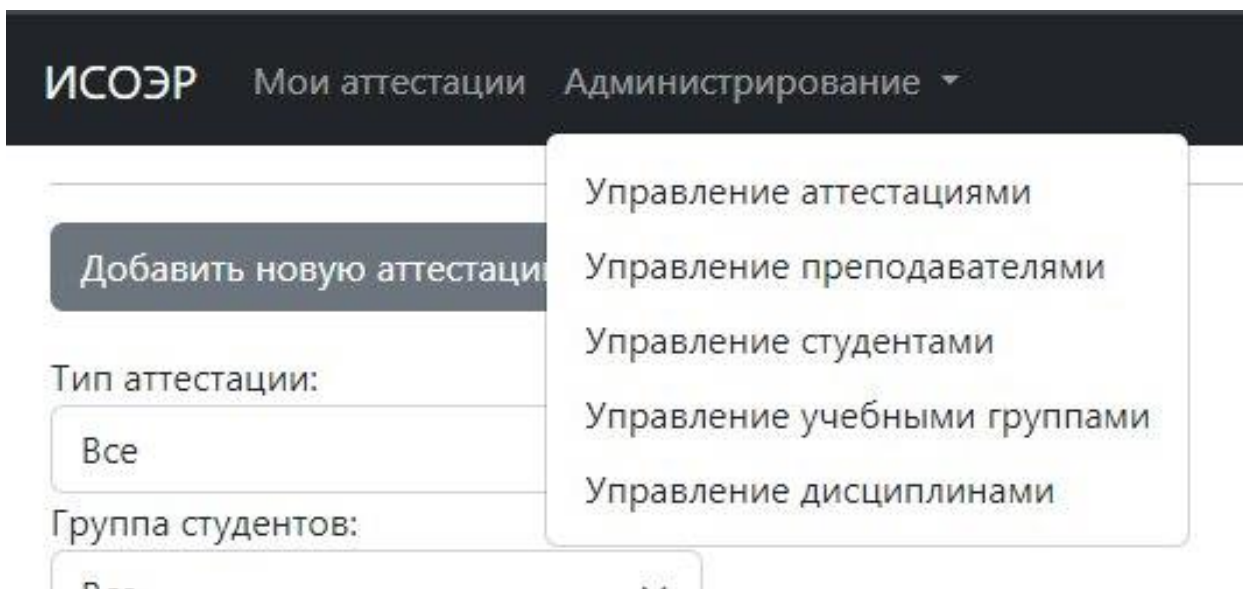 ИСОЭР Мои аттестации Администрирование
Управление аттестациями
Добавить новую
Управление преподавателями
Управление студентами
Тип аттестации:
Управление учебными группами
Все
Управление дисциплинами
Группа студентов: